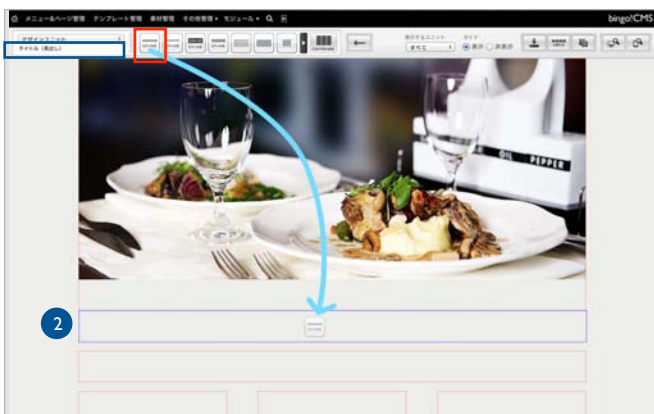 メニュー&ページ管理 テンプレート管理 素材管理 その他管理 モジュール bingo!CMS
デザインユニット
タイトル（見出し）
表示するユニット
すべて
ガイド
表示 非表示
OIL PEPPER
2